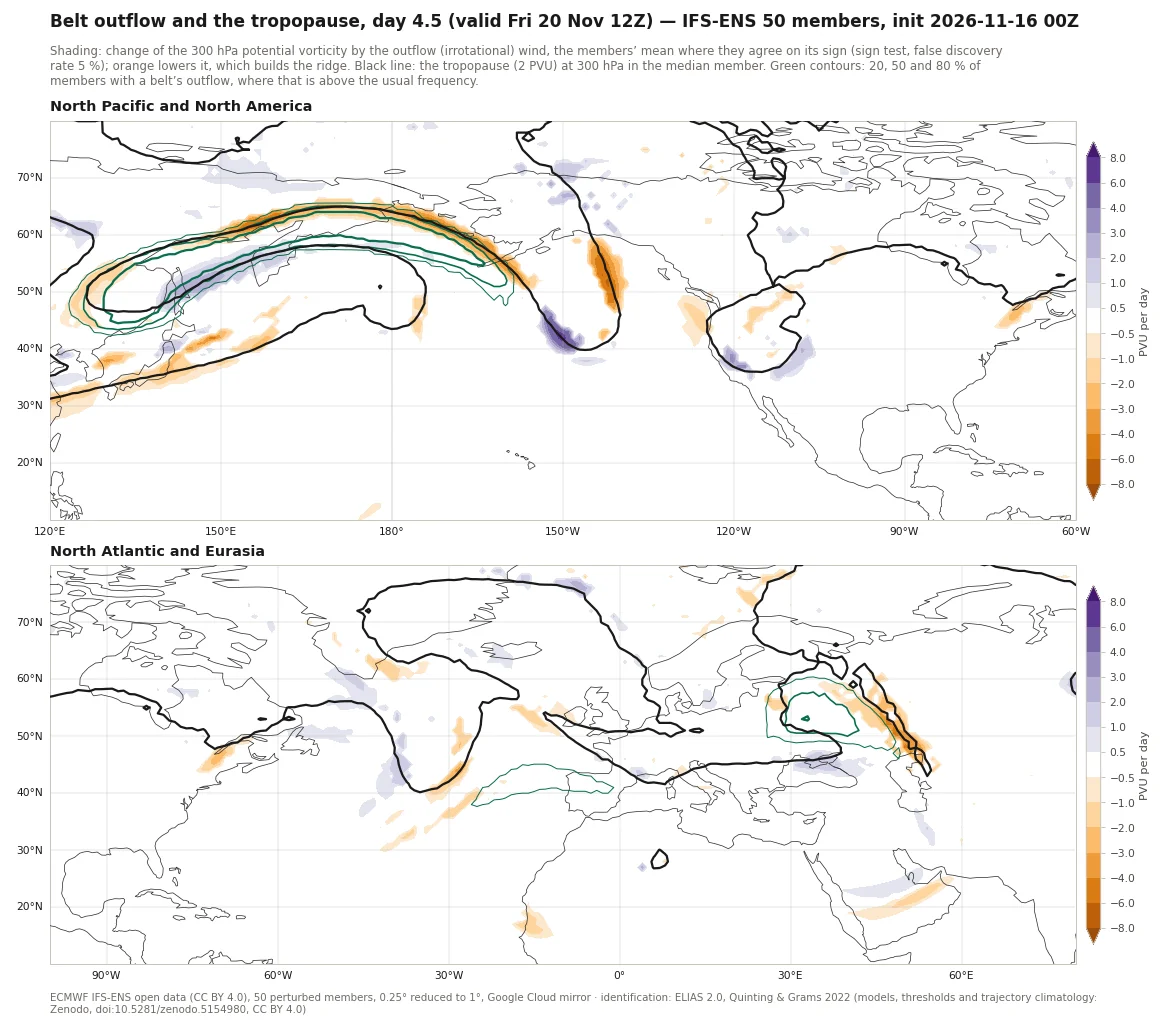 Belt outflow and the tropopause, day 4.5 (valid Fri 20 Nov 12Z) — IFS-ENS 50 members, init 2026-11-16 00Z
Shading: change of the 300 hPa potential vorticity by the outflow (irrotational) wind, the members’ mean where they agree on its sign (sign test, false discovery
rate 5 %); orange lowers it, which builds the ridge. Black line: the tropopause (2 PVU) at 300 hPa in the median member. Green contours: 20, 50 and 80 % of
members with a belt’s outflow, where that is above the usual frequency.
North Pacific and North America
70°N
60°N
50°N
40°N
30°N
20°N
120°E
150°E
180°
150°W
120°W
90°W
60°W
8.0
6.0
4.0
3.0
2.0
1.0
0.5
−0.5
−1.0
−2.0
−3.0
−4.0
−6.0
−8.0
PVU per day
North Atlantic and Eurasia
70°N
60°N
50°N
40°N
30°N
20°N
90°W
60°W
30°W
0°
30°E
60°E
8.0
6.0
4.0
3.0
2.0
1.0
0.5
−0.5
−1.0
−2.0
−3.0
−4.0
−6.0
−8.0
PVU per day
ECMWF IFS-ENS open data (CC BY 4.0), 50 perturbed members, 0.25° reduced to 1°, Google Cloud mirror · identification: ELIAS 2.0, Quinting & Grams 2022 (models, thresholds and trajectory climatology:
Zenodo, doi:10.5281/zenodo.5154980, CC BY 4.0)